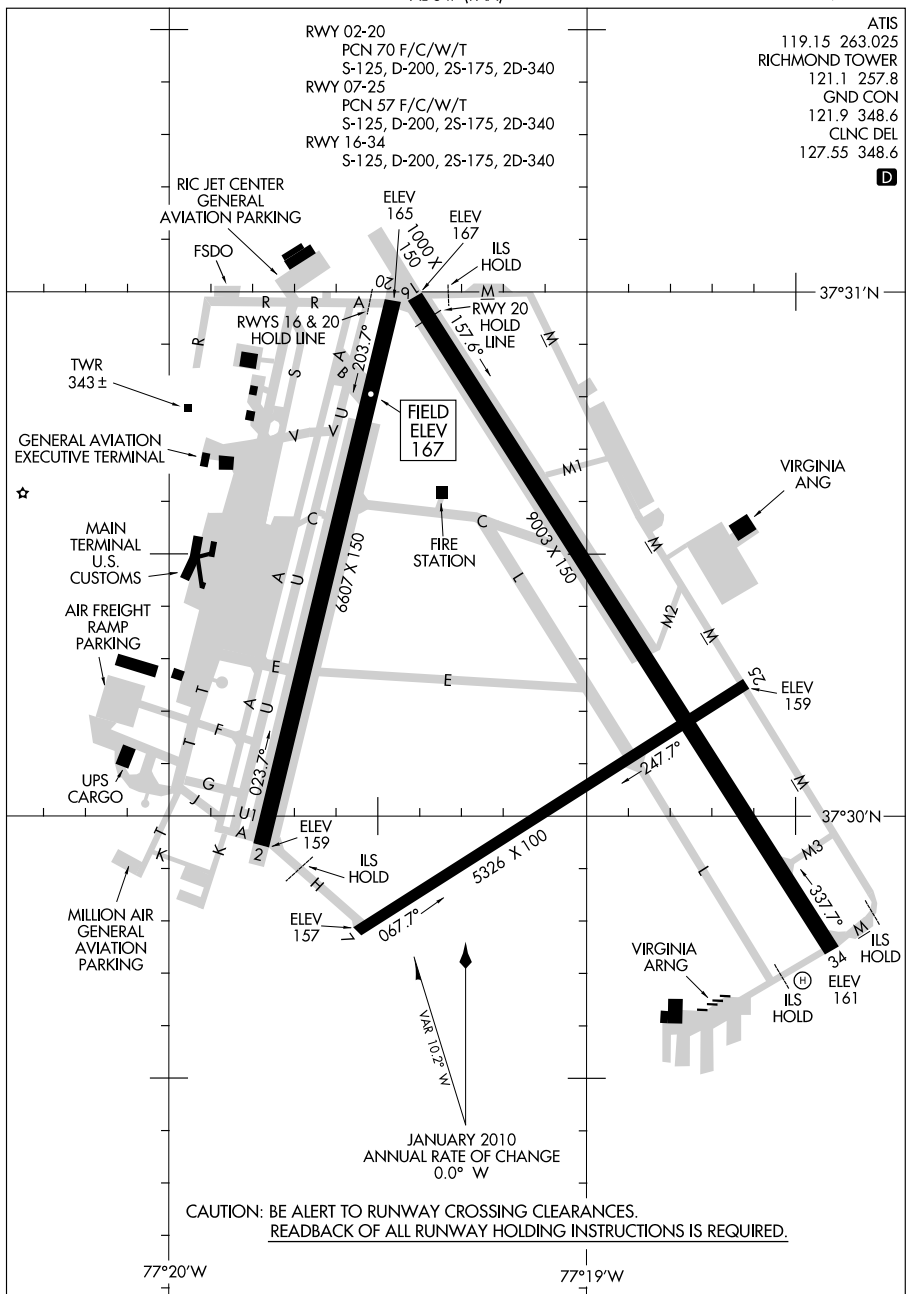 RWY 02-20
PCN 70 F/C/W/T
S-125, D-200, 2S-175, 2D-340
RWY 07-25
PCN 57 F/C/W/T
S-125, D-200, 2S-175, 2D-340
RWY 16-34
S-125, D-200, 2S-175, 2D-340
ATIS
119.15 263.025
RICHMOND TOWER
121.1 257.8
GND CON
121.9 348.6
CLNC DEL
127.55 348.6
D
RIC JET CENTER
GENERAL
AVIATION PARKING
FSDO
ELEV
165
1000 X
150
ELEV
167
ILS
HOLD
R
R
A
20
16
M
37°31'N
RWYS 16 & 20
HOLD LINE
RWY 20
HOLD
LINE
203.7°
157.6°
R
S
A
B
U
V
V
M
TWR
343±
FIELD
ELEV
167
GENERAL AVIATION
EXECUTIVE TERMINAL
M1
VIRGINIA
ANG
MAIN
TERMINAL
U.S.
CUSTOMS
C
C
FIRE
STATION
9003 X 150
M
L
A
U
6607 X 150
AIR FREIGHT
RAMP
PARKING
M2
M
E
E
25
ELEV
159
T
A
U
F
T
023.7°
247.7°
UPS
CARGO
G
J
U
A
T
K
K
2
ELEV
159
ILS
HOLD
H
5326 X 100
M
37°30'N
M3
L
337.7°
MILLION AIR
GENERAL
AVIATION
PARKING
ELEV
157
7
067.7°
M
ILS
HOLD
34
ELEV
161
H
ILS
HOLD
VIRGINIA
ARNG
VAR 10.2° W
JANUARY 2010
ANNUAL RATE OF CHANGE
0.0° W
CAUTION: BE ALERT TO RUNWAY CROSSING CLEARANCES.
READBACK OF ALL RUNWAY HOLDING INSTRUCTIONS IS REQUIRED.
77°20'W
77°19'W